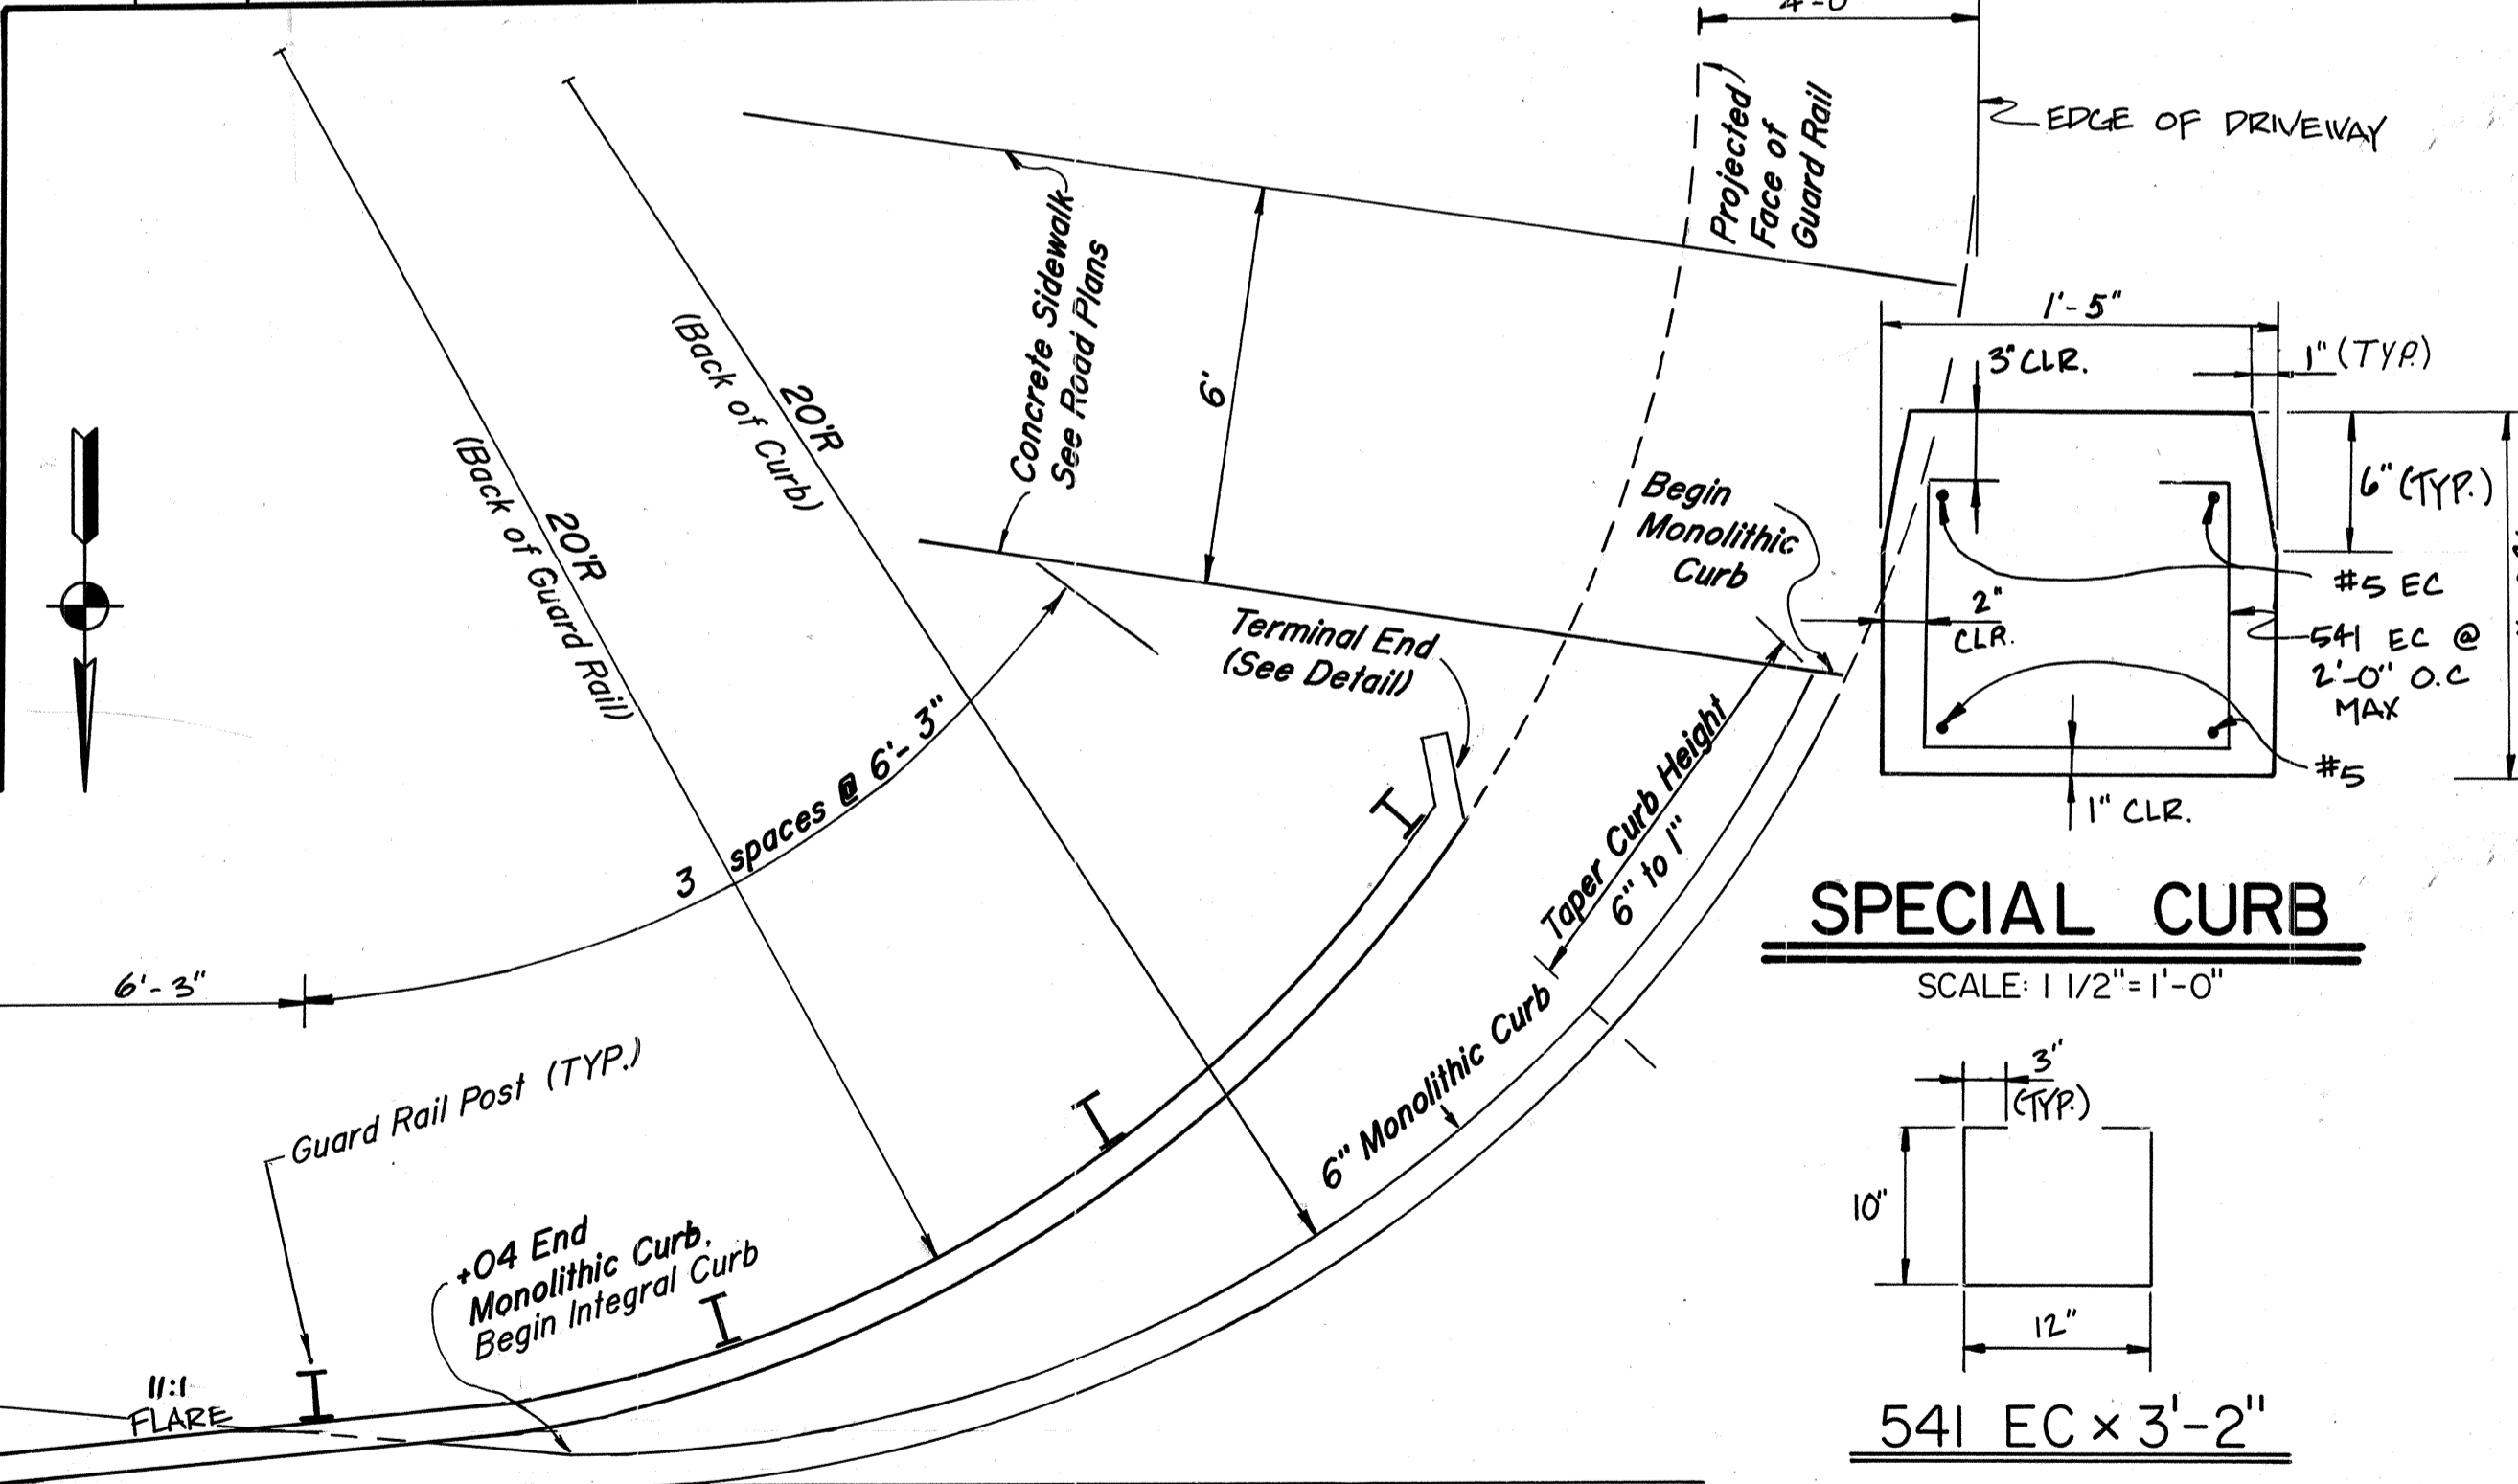 4'-0
Projected
Face of
Guard Rail
EDGE OF DRIVEWAY
Concrete Sidewalk
See Road Plans
6'
20'R
(Back of Curb)
20'R
(Back of Guard Rail)
Begin
Monolithic
Curb
Terminal End
(See Detail)
3 spaces @ 6'-3"
6'-3"
Taper Curb Height
6" to 1"
6" Monolithic Curb
Guard Rail Post (TYP.)
+04 End
Monolithic Curb.
Begin Integral Curb
11:1
FLARE
1'-5"
3" CLR.
1" (TYP.)
6" (TYP.)
#5 EC
2"
CLR.
541 EC @
2'-0" O.C
MAX
#5
1" CLR.
SPECIAL CURB
SCALE: 1 1/2"=1'-0"
3"
(TYP.)
10"
12"
541 EC x 3'-2"